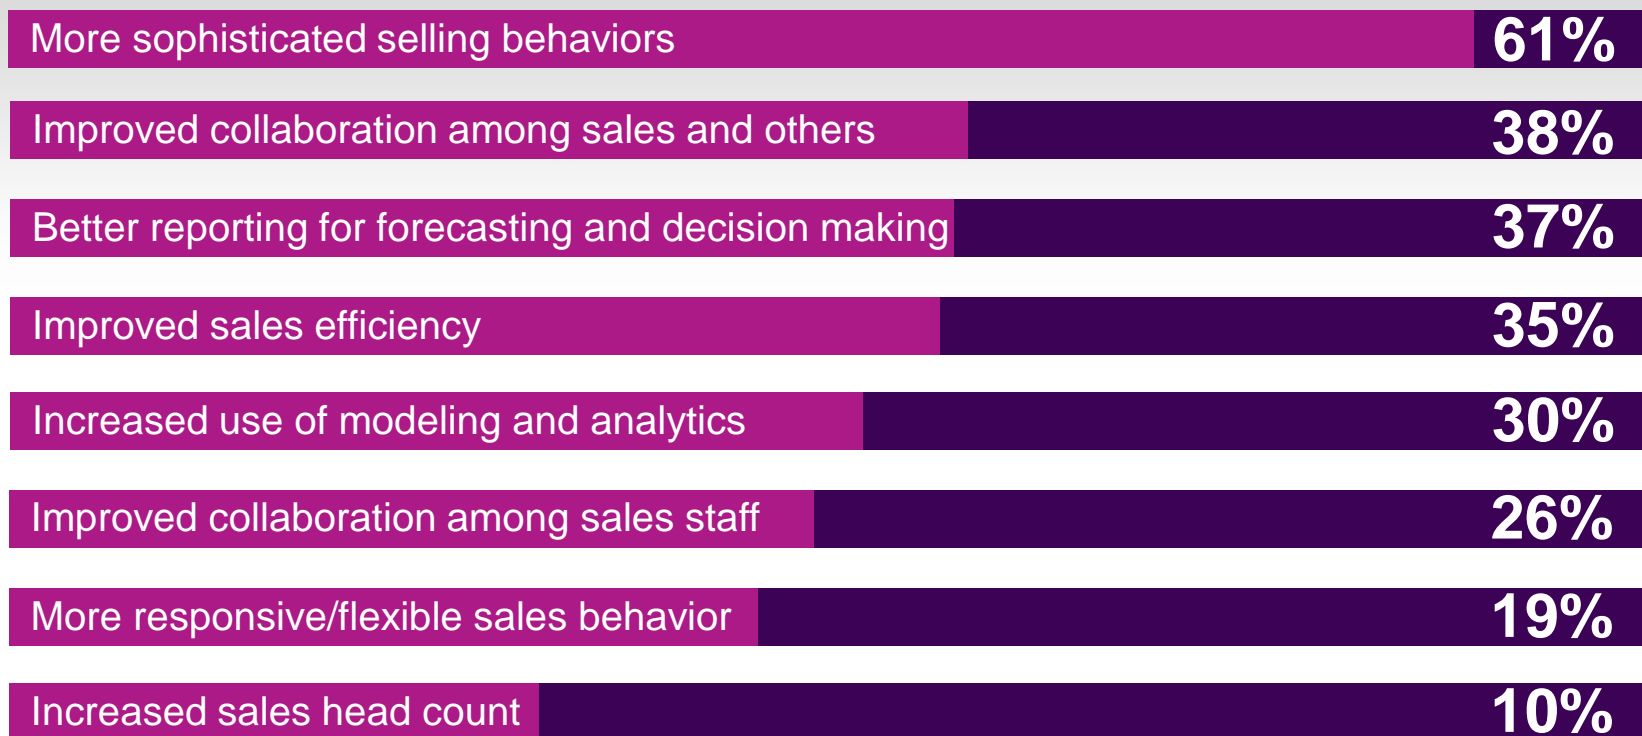 More sophisticated selling behaviors 61%
Improved collaboration among sales and others 38%
Better reporting for forecasting and decision making 37%
Improved sales efficiency 35%
Increased use of modeling and analytics 30%
Improved collaboration among sales staff 26%
More responsive/flexible sales behavior 19%
Increased sales head count 10%